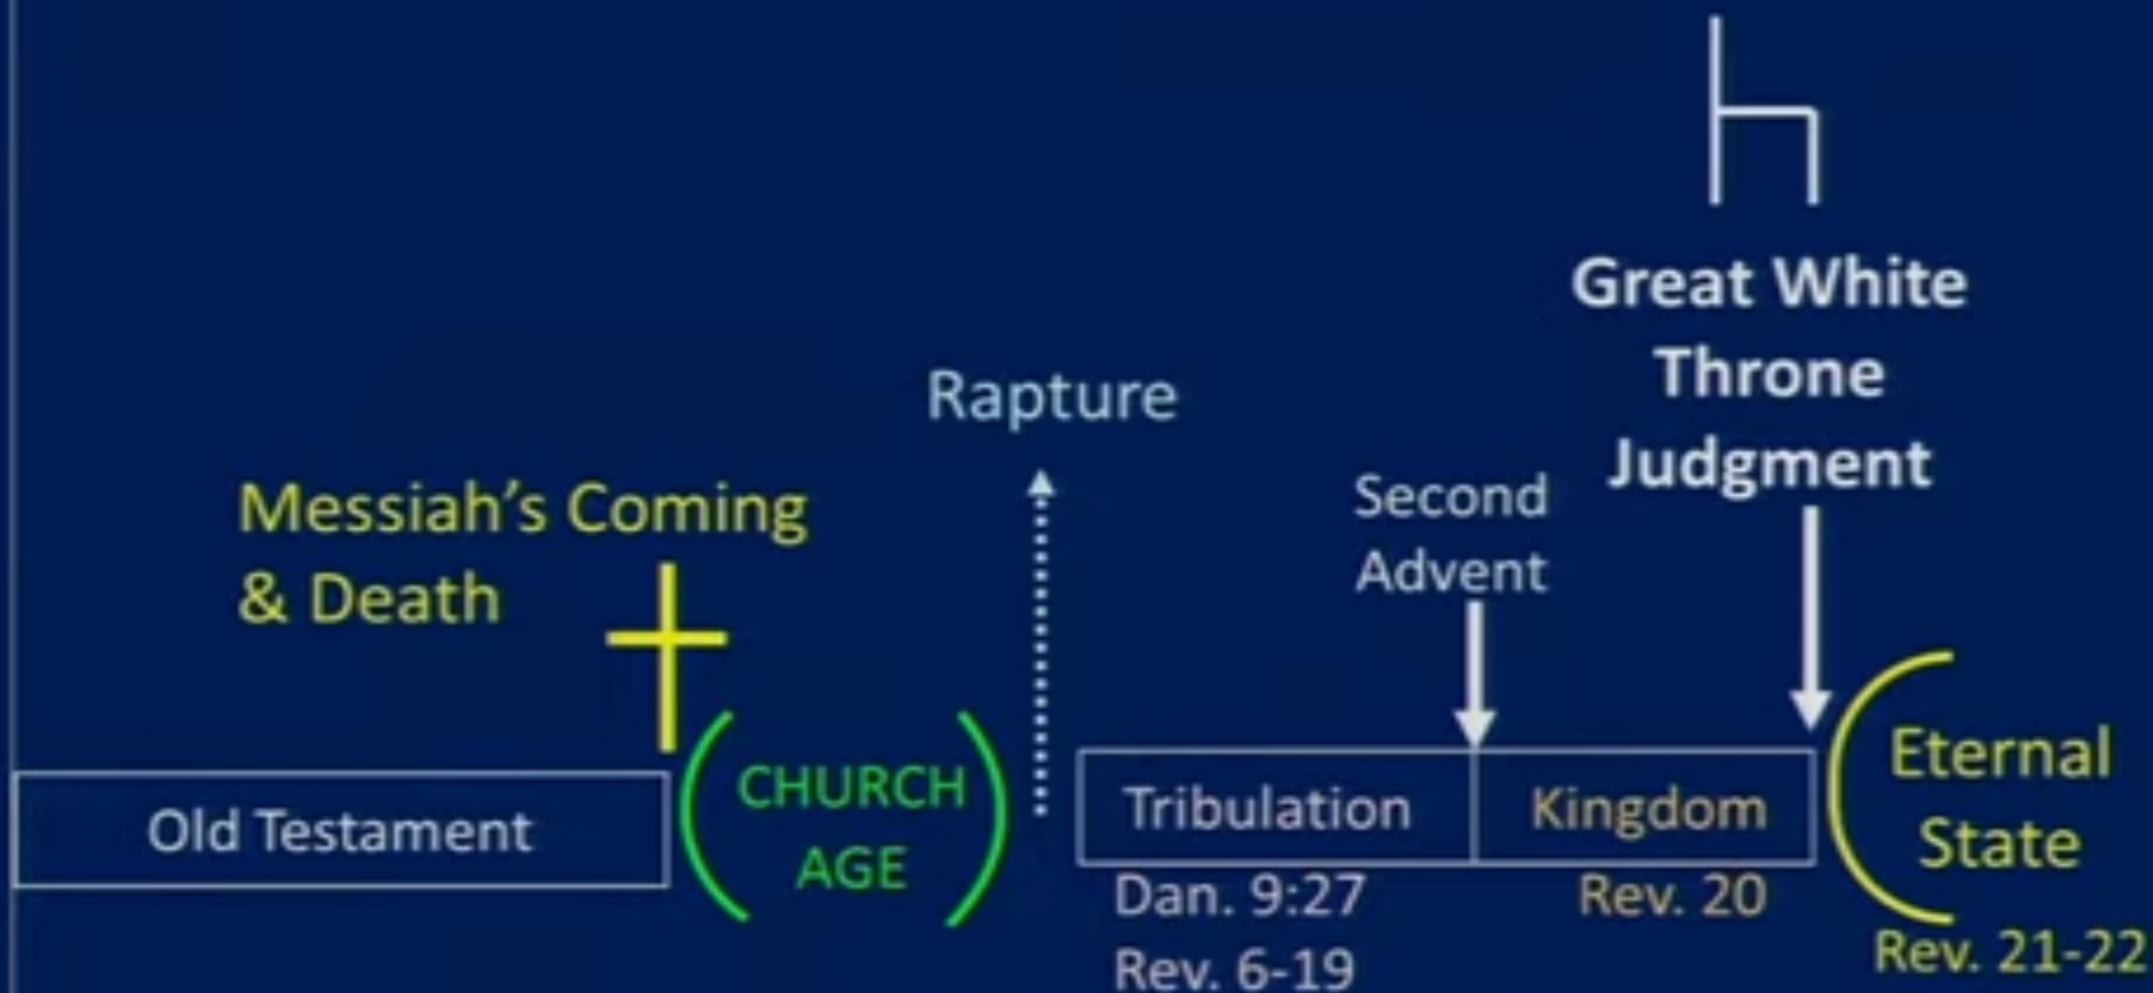 Great White
Throne
Judgment
Rapture
Messiah's Coming
& Death
Second
Advent
Old Testament
CHURCH
AGE
Tribulation
Kingdom
Eternal
State
Dan. 9:27
Rev. 6-19
Rev. 20
Rev. 21-22